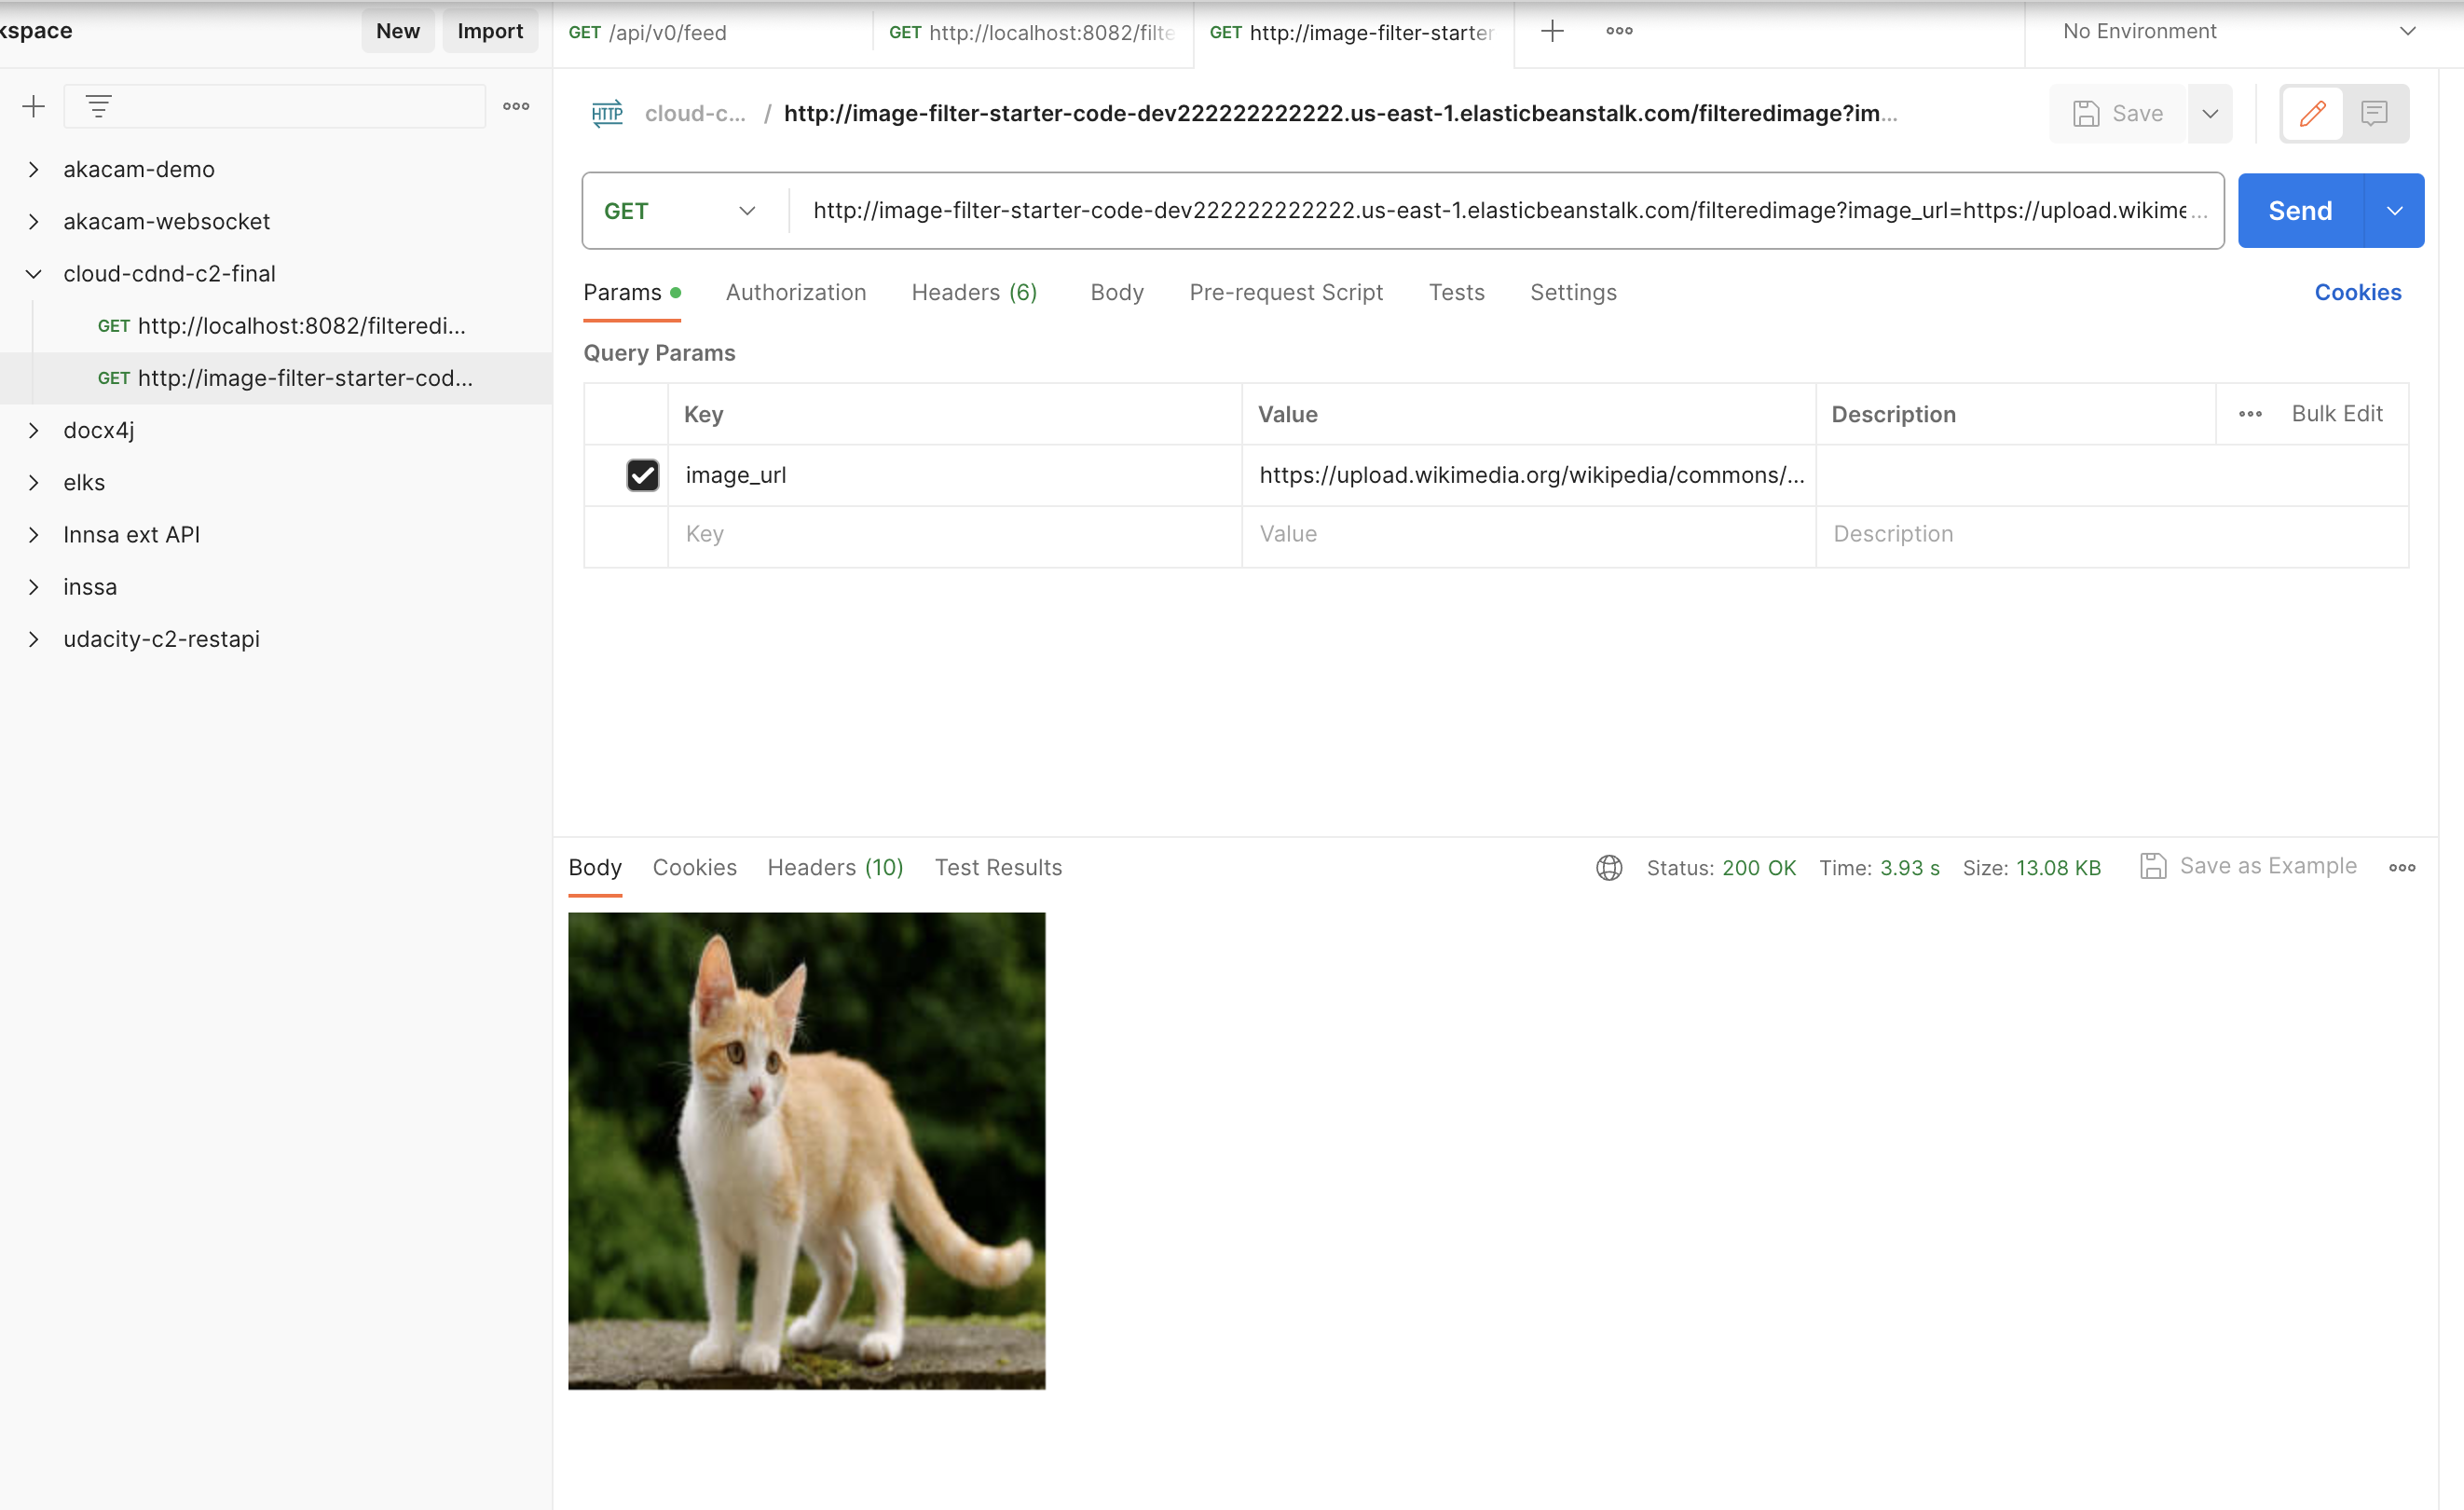 kspace
New
Import
GET /api/v0/feed
GET http://localhost:8082/filte
GET http://image-filter-starter
No Environment
akacam-demo
akacam-websocket
cloud-cdnd-c2-final
GET http://localhost:8082/filteredi...
GET http://image-filter-starter-cod...
docx4j
elks
Innsa ext API
inssa
udacity-c2-restapi
HTTP cloud-c... / http://image-filter-starter-code-dev222222222222.us-east-1.elasticbeanstalk.com/filteredimage?im...
Save
GET http://image-filter-starter-code-dev222222222222.us-east-1.elasticbeanstalk.com/filteredimage?image_url=https://upload.wikime...
Send
Params Authorization Headers (6) Body Pre-request Script Tests Settings Cookies
Query Params
Key Value Description Bulk Edit
image_url https://upload.wikimedia.org/wikipedia/commons/...
Key Value Description
Body Cookies Headers (10) Test Results Status: 200 OK Time: 3.93 s Size: 13.08 KB Save as Example